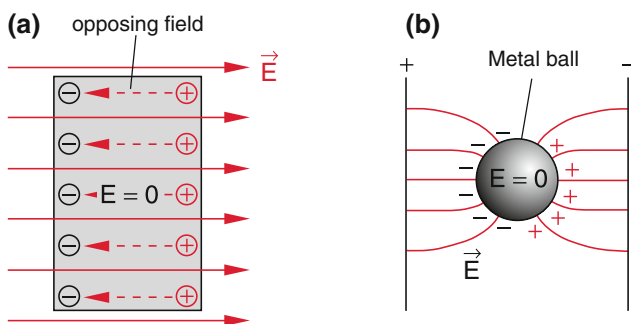 (a)
opposing field
E
E = 0
(b)
Metal ball
+
−
E = 0
E